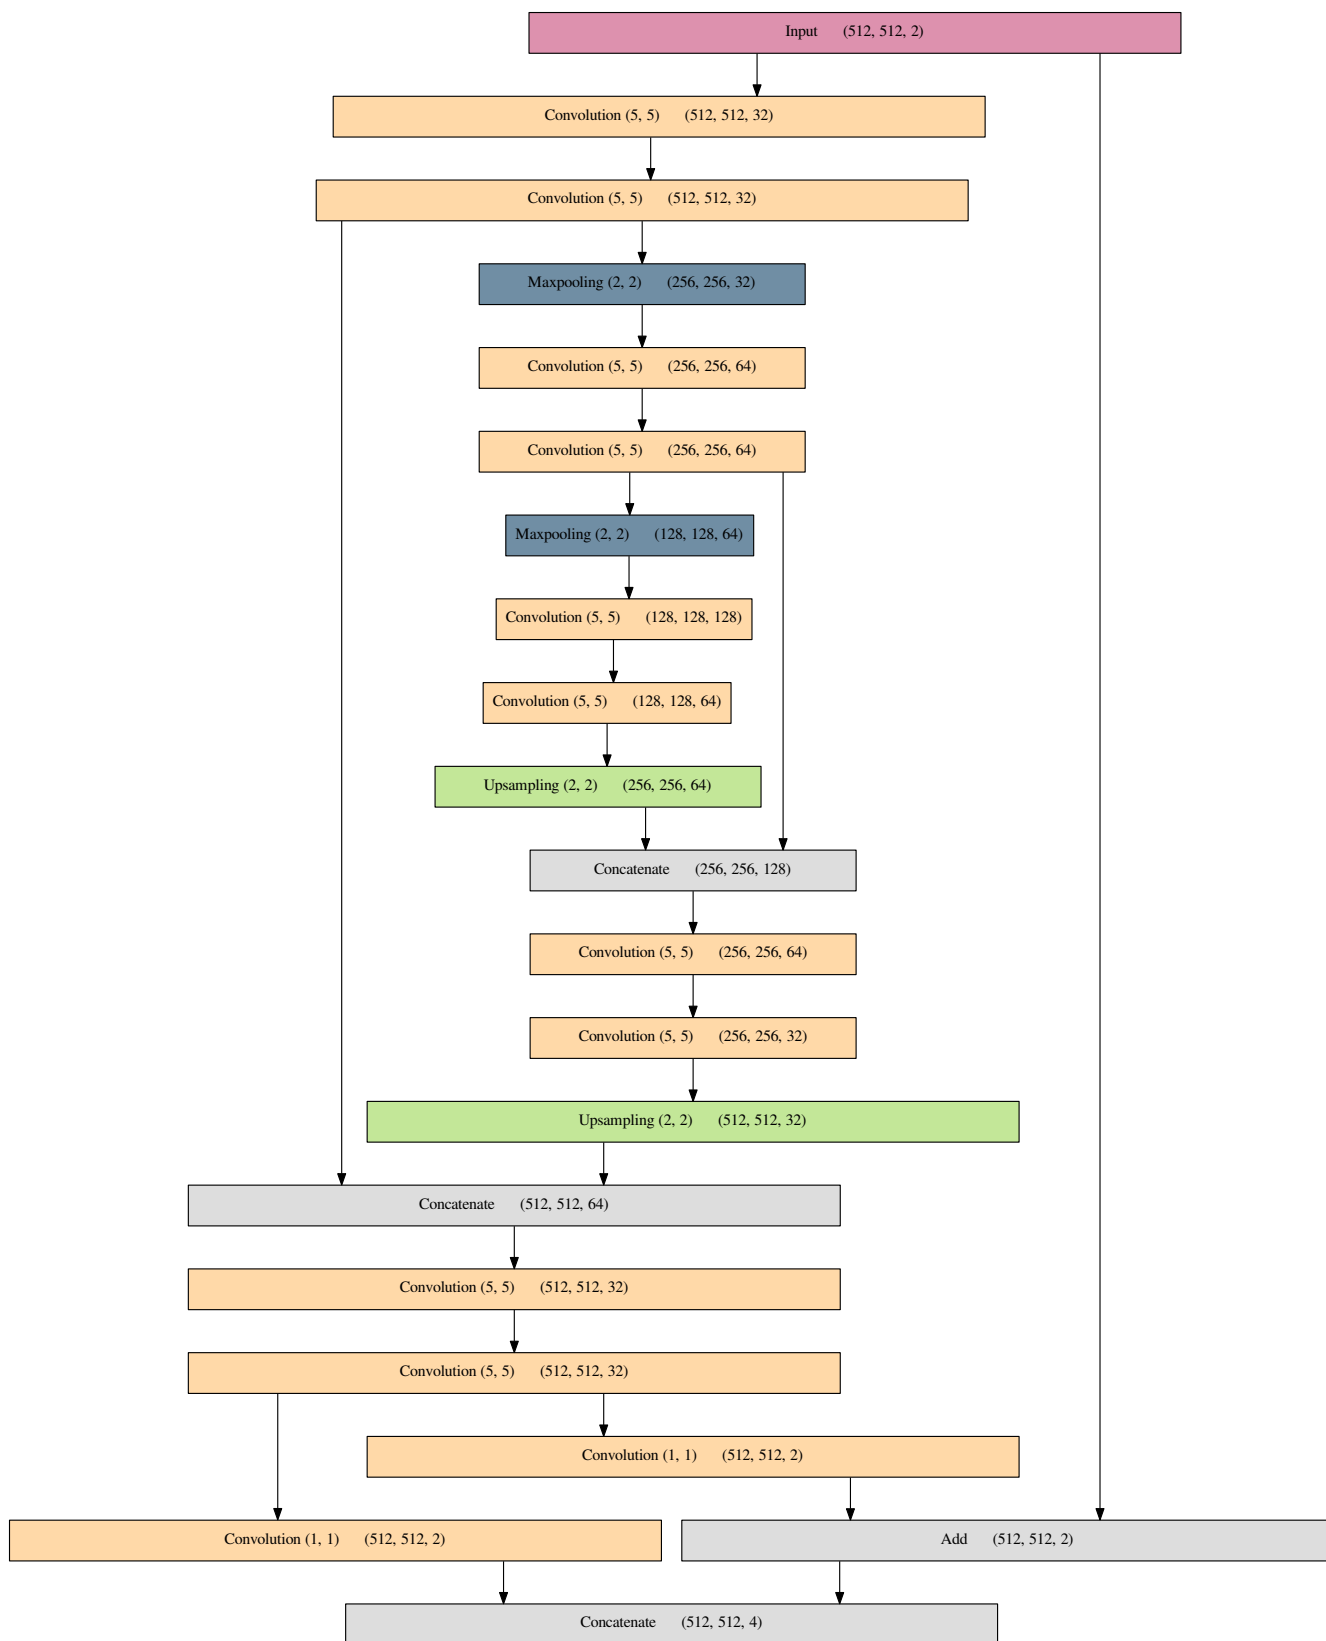 Input (512, 512, 2)
Convolution (5, 5) (512, 512, 32)
Convolution (5, 5) (512, 512, 32)
Maxpooling (2, 2) (256, 256, 32)
Convolution (5, 5) (256, 256, 64)
Convolution (5, 5) (256, 256, 64)
Maxpooling (2, 2) (128, 128, 64)
Convolution (5, 5) (128, 128, 128)
Convolution (5, 5) (128, 128, 64)
Upsampling (2, 2) (256, 256, 64)
Concatenate (256, 256, 128)
Convolution (5, 5) (256, 256, 64)
Convolution (5, 5) (256, 256, 32)
Upsampling (2, 2) (512, 512, 32)
Concatenate (512, 512, 64)
Convolution (5, 5) (512, 512, 32)
Convolution (5, 5) (512, 512, 32)
Convolution (1, 1) (512, 512, 2)
Convolution (1, 1) (512, 512, 2)
Add (512, 512, 2)
Concatenate (512, 512, 4)